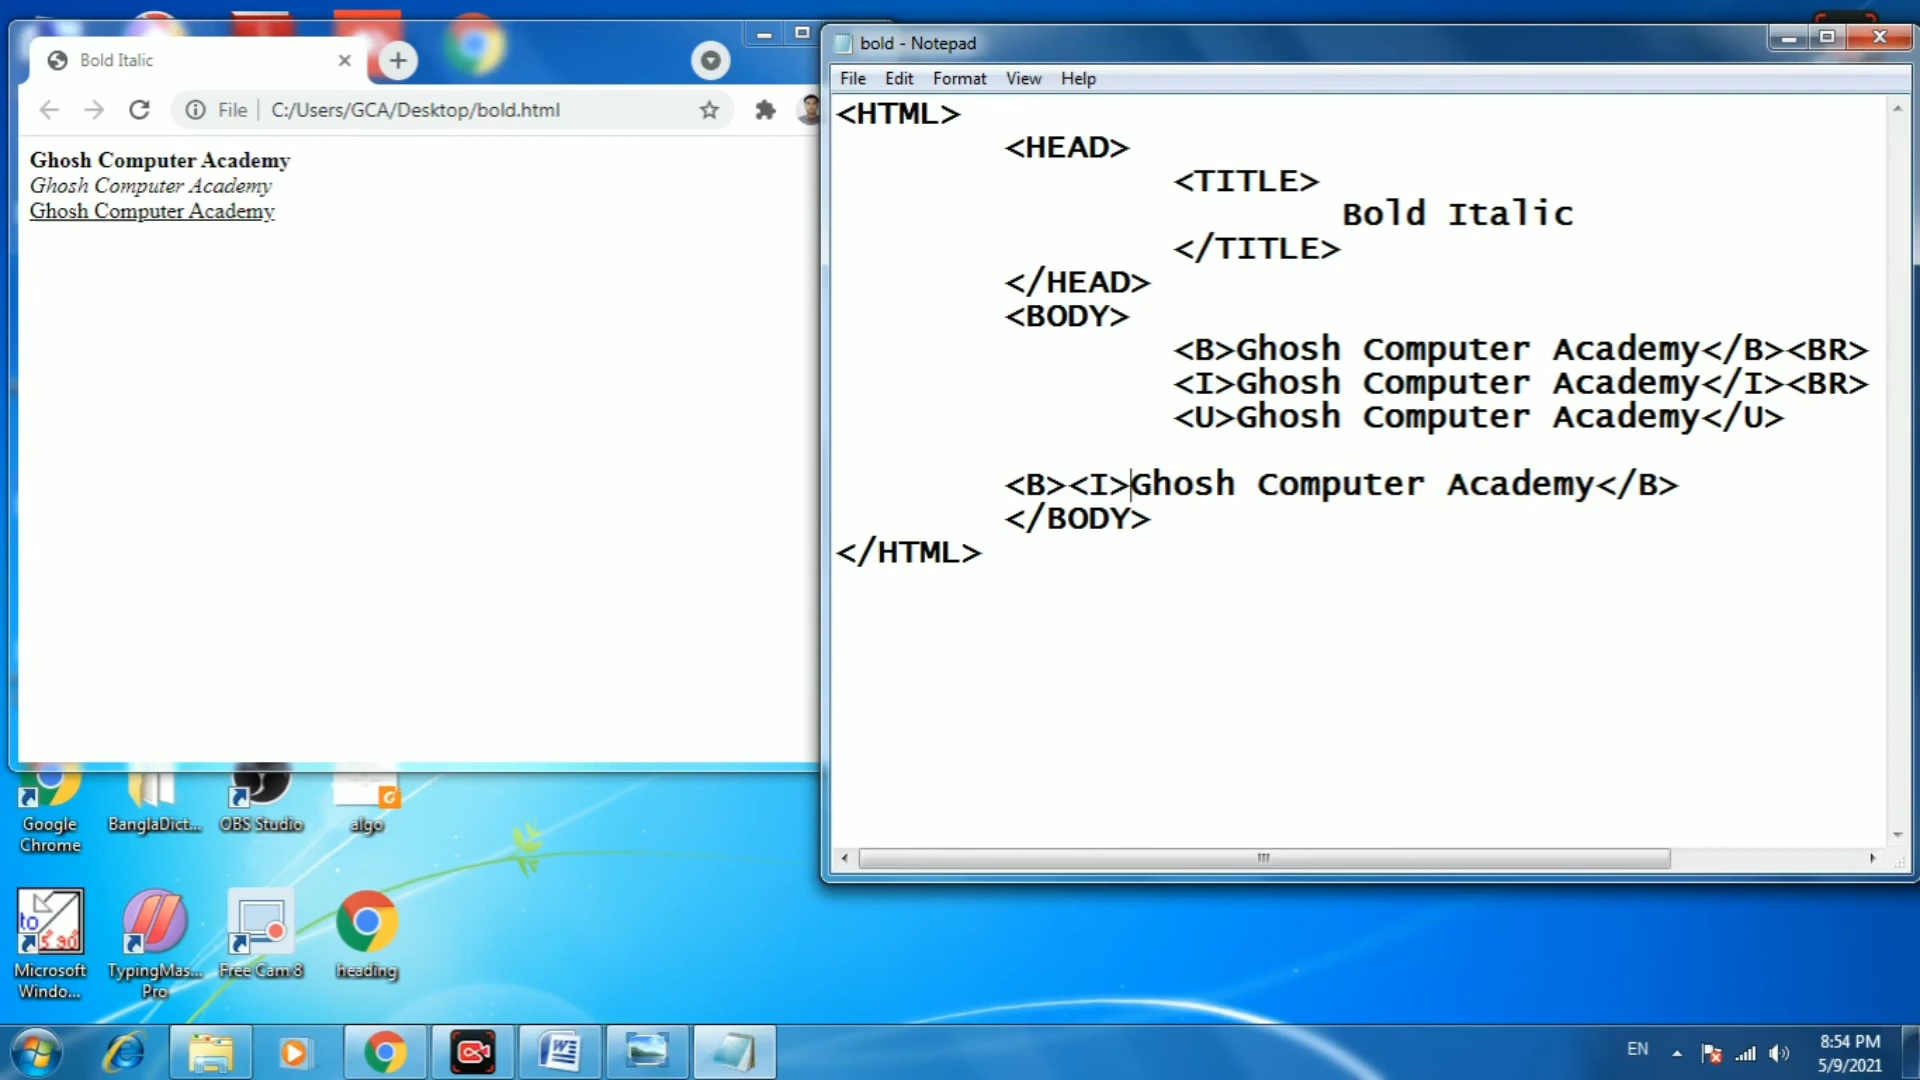 Bold Italic
File
C:/Users/GCA/Desktop/bold.html
Ghosh Computer Academy
Ghosh Computer Academy
Ghosh Computer Academy
bold - Notepad
File Edit Format View Help
<HTML>
<HEAD>
<TITLE>
Bold Italic
</TITLE>
</HEAD>
<BODY>
<B>Ghosh Computer Academy</B><BR>
<I>Ghosh Computer Academy</I><BR>
<U>Ghosh Computer Academy</U>
<B><I>Ghosh Computer Academy</B>
</BODY>
</HTML>
Google Chrome
BanglaDict...
OBS Studio
algo
Microsoft Windo...
TypingMas... Pro
Free Cam 8
heading
EN
8:54 PM
5/9/2021